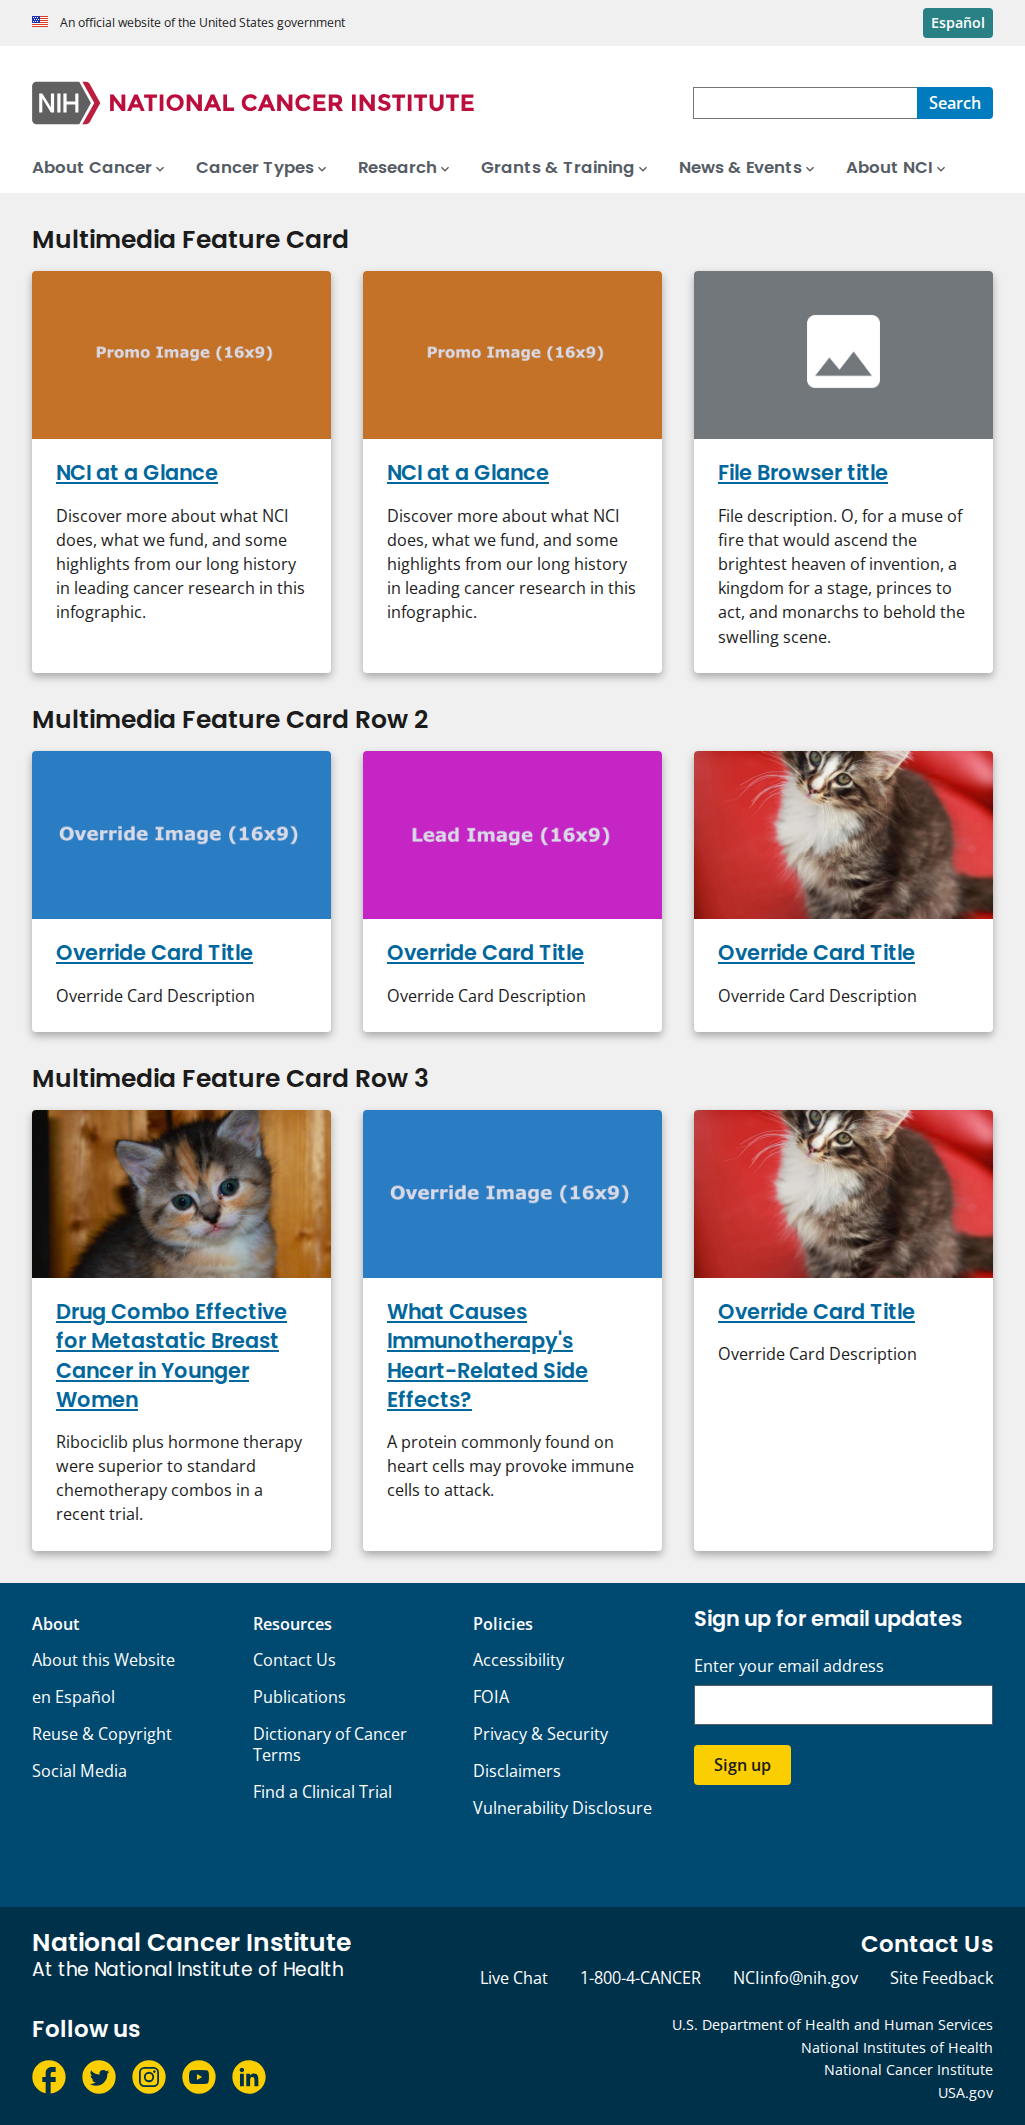 An official website of the United States government
Español
NIH NATIONAL CANCER INSTITUTE
Search
About Cancer Cancer Types Research Grants & Training News & Events About NCI
Multimedia Feature Card
Promo Image (16x9)
NCI at a Glance
Discover more about what NCI
does, what we fund, and some
highlights from our long history
in leading cancer research in this
infographic.
Promo Image (16x9)
NCI at a Glance
Discover more about what NCI
does, what we fund, and some
highlights from our long history
in leading cancer research in this
infographic.
File Browser title
File description. O, for a muse of
fire that would ascend the
brightest heaven of invention, a
kingdom for a stage, princes to
act, and monarchs to behold the
swelling scene.
Multimedia Feature Card Row 2
Override Image (16x9)
Override Card Title
Override Card Description
Lead Image (16x9)
Override Card Title
Override Card Description
Override Card Title
Override Card Description
Multimedia Feature Card Row 3
Drug Combo Effective
for Metastatic Breast
Cancer in Younger
Women
Ribociclib plus hormone therapy
were superior to standard
chemotherapy combos in a
recent trial.
Override Image (16x9)
What Causes
Immunotherapy's
Heart-Related Side
Effects?
A protein commonly found on
heart cells may provoke immune
cells to attack.
Override Card Title
Override Card Description
About
About this Website
en Español
Reuse & Copyright
Social Media
Resources
Contact Us
Publications
Dictionary of Cancer
Terms
Find a Clinical Trial
Policies
Accessibility
FOIA
Privacy & Security
Disclaimers
Vulnerability Disclosure
Sign up for email updates
Enter your email address
Sign up
National Cancer Institute
At the National Institute of Health
Contact Us
Live Chat 1-800-4-CANCER NCIinfo@nih.gov Site Feedback
Follow us
U.S. Department of Health and Human Services
National Institutes of Health
National Cancer Institute
USA.gov